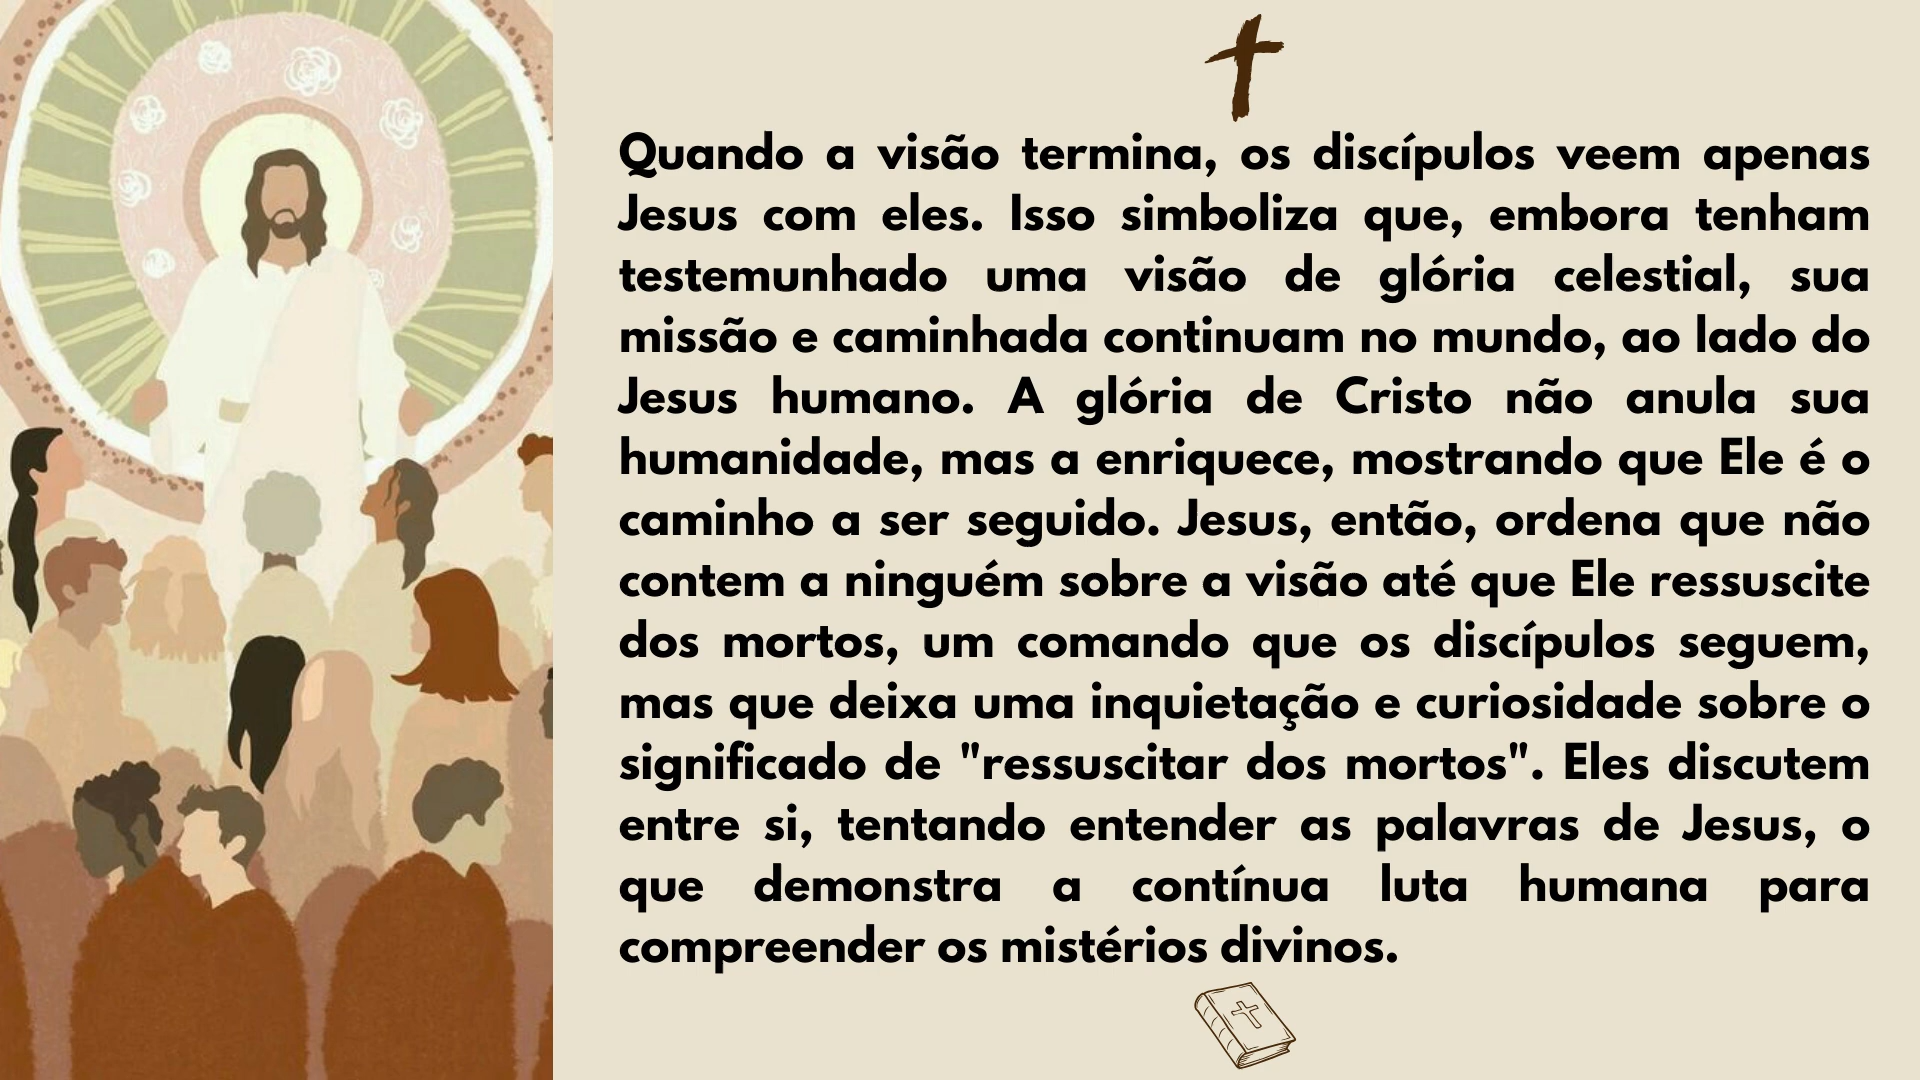 Quando a visão termina, os discípulos veem apenas
Jesus com eles. Isso simboliza que, embora tenham
testemunhado uma visão de glória celestial, sua
missão e caminhada continuam no mundo, ao lado do
Jesus humano. A glória de Cristo não anula sua
humanidade, mas a enriquece, mostrando que Ele é o
caminho a ser seguido. Jesus, então, ordena que não
contem a ninguém sobre a visão até que Ele ressuscite
dos mortos, um comando que os discípulos seguem,
mas que deixa uma inquietação e curiosidade sobre o
significado de "ressuscitar dos mortos". Eles discutem
entre si, tentando entender as palavras de Jesus, o
que demonstra a contínua luta humana para
compreender os mistérios divinos.